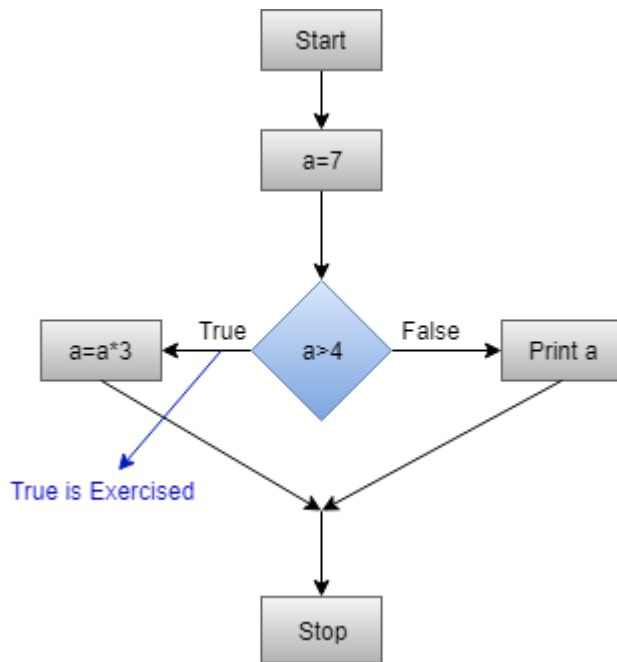 Start
a=7
True
a>4
False
a=a*3
Print a
True is Exercised
Stop